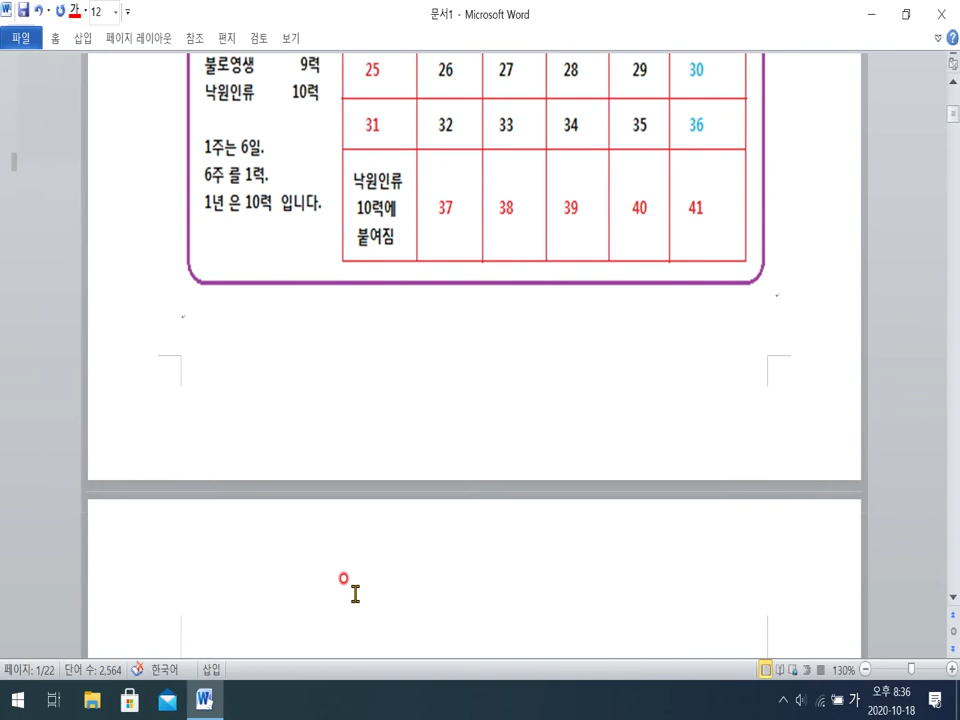 12
문서1 - Microsoft Word
파일 홈 삽입 페이지 레이아웃 참조 편지 검토 보기
불로영생 9력
낙원인류 10력
1주는 6일.
6주 를 1력.
1년 은 10력 입니다.
25 26 27 28 29 30
31 32 33 34 35 36
낙원인류
10력에
붙여짐
37 38 39 40 41
페이지: 1/22 단어 수: 2,564 한국어 삽입 130%
가 오후 8:36
2020-10-18